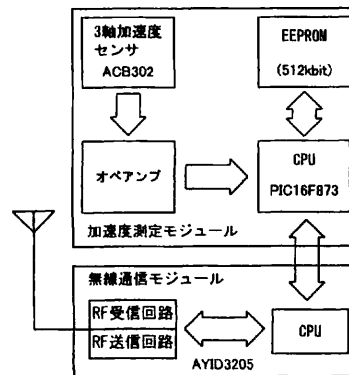 3軸加速度
センサ
ACB302
EEPRON
(512kbit)
オペアンプ
CPU
PIC16F873
加速度測定モジュール
無線通信モジュール
RF受信回路
RF送信回路
CPU
AYID3205